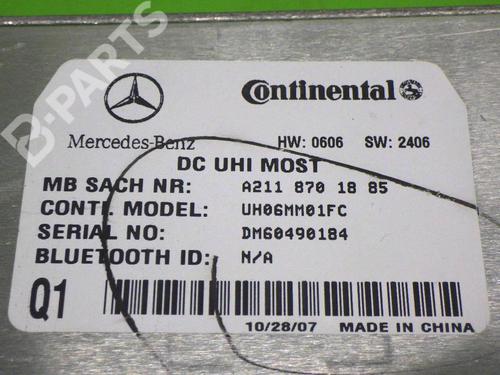 B-PARTS
Continental
Mercedes-Benz HW: 0606 SW: 2406
DC UHI MOST
MB SACH NR: A211 870 18 85
CONTI. MODEL: UH06MM01FC
SERIAL NO: DM60490184
BLUETOOTH ID: N/A
Q1
10/28/07 MADE IN CHINA